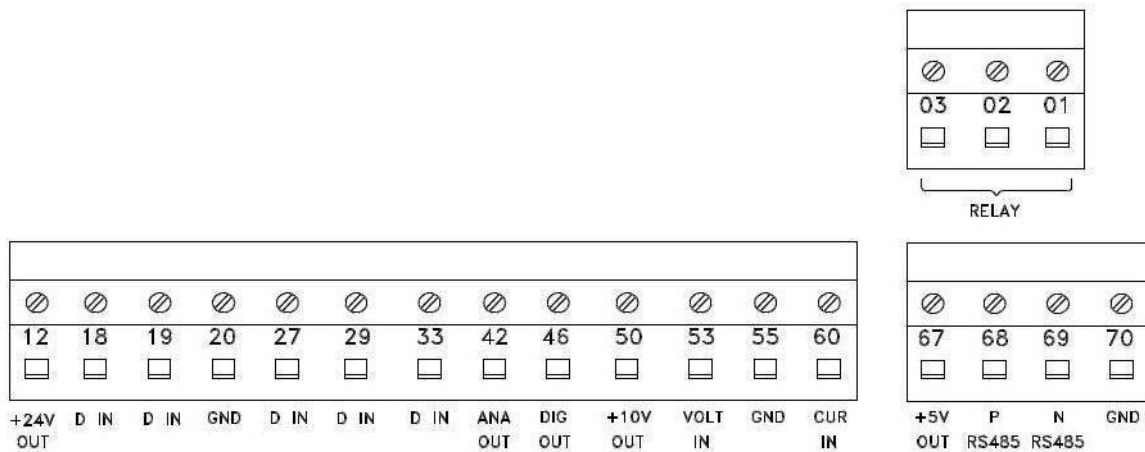 03 02 01
RELAY
12 18 19 20 27 29 33 42 46 50 53 55 60
+24V OUT D IN D IN GND D IN D IN D IN ANA OUT DIG OUT +10V OUT VOLT IN GND CUR IN
67 68 69 70
+5V OUT P RS485 N RS485 GND